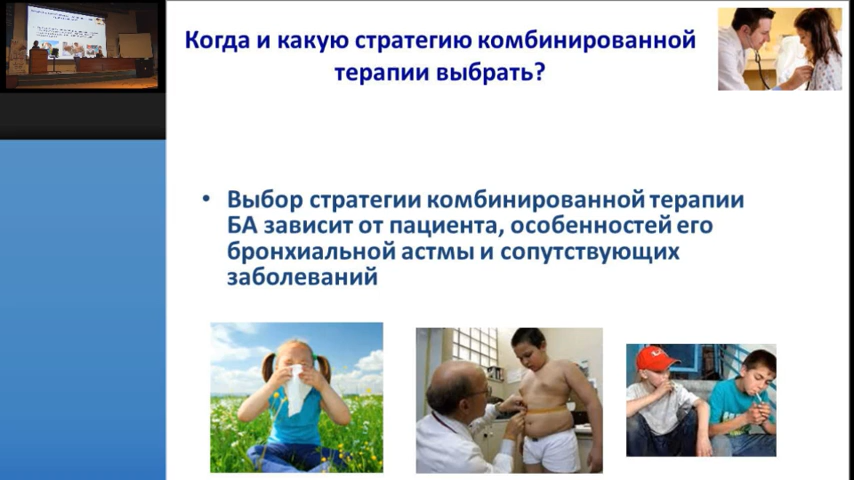 Когда и какую стратегию комбинированной
терапии выбрать?
• Выбор стратегии комбинированной терапии
БА зависит от пациента, особенностей его
бронхиальной астмы и сопутствующих
заболеваний